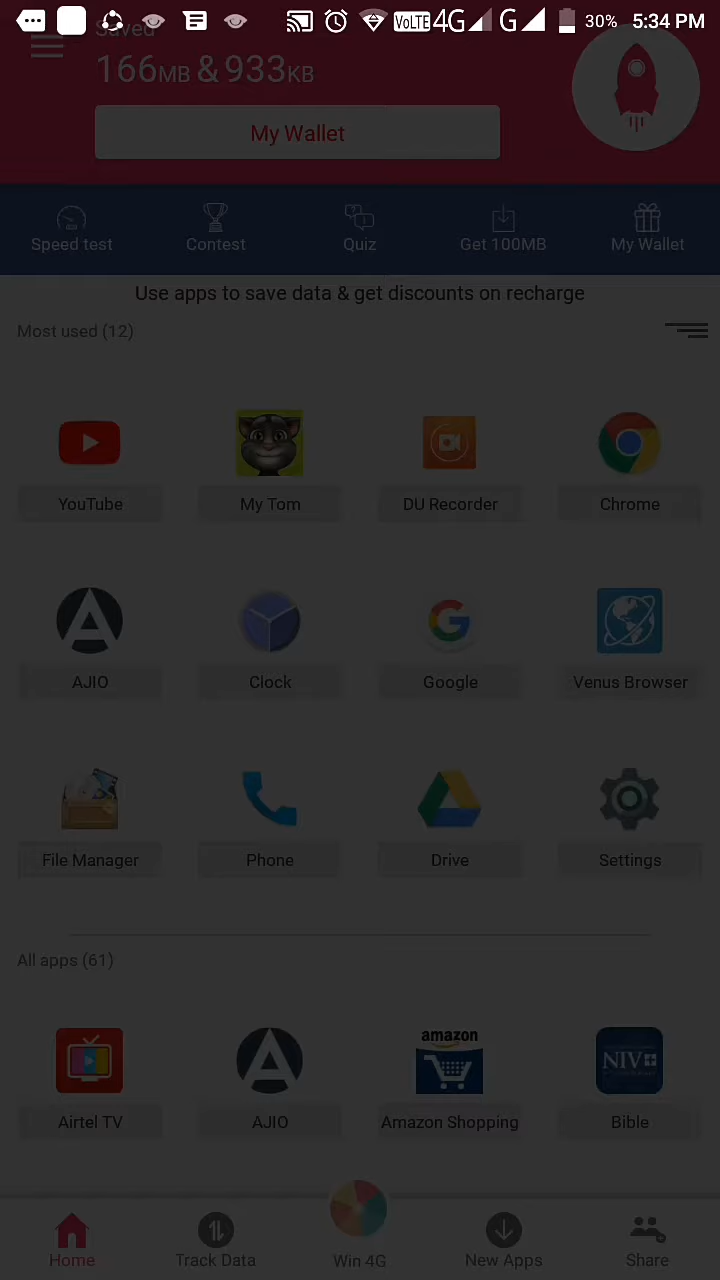 VoLTE 4G G 30% 5:34 PM
Saved
166MB & 933KB
My Wallet
Speed test Contest Quiz Get 100MB My Wallet
Use apps to save data & get discounts on recharge
Most used (12)
YouTube My Tom DU Recorder Chrome
AJIO Clock Google Venus Browser
File Manager Phone Drive Settings
All apps (61)
amazon
NIV
Airtel TV AJIO Amazon Shopping Bible
Home Track Data Win 4G New Apps Share